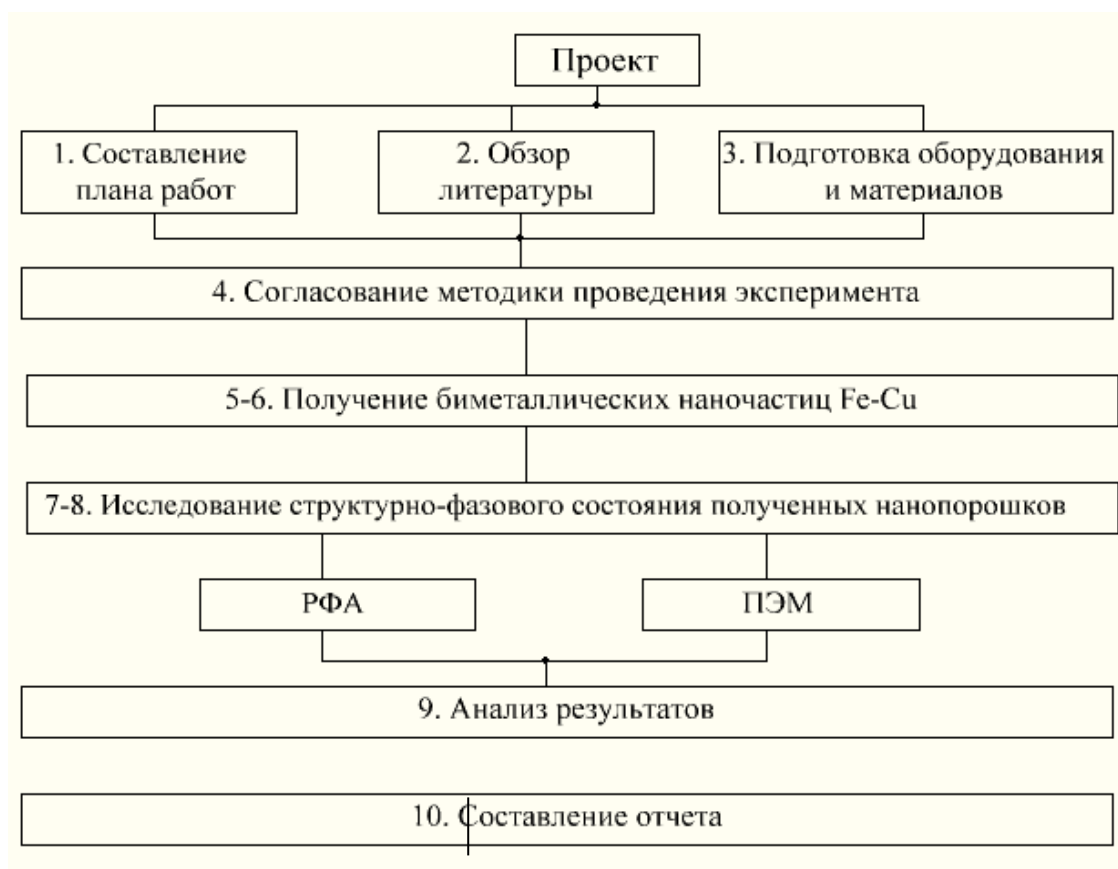 Проект
1. Составление
плана работ
2. Обзор
литературы
3. Подготовка оборудования
и материалов
4. Согласование методики проведения эксперимента
5-6. Получение биметаллических наночастиц Fe-Cu
7-8. Исследование структурно-фазового состояния полученных нанопорошков
РФА
ПЭМ
9. Анализ результатов
10. Составление отчета